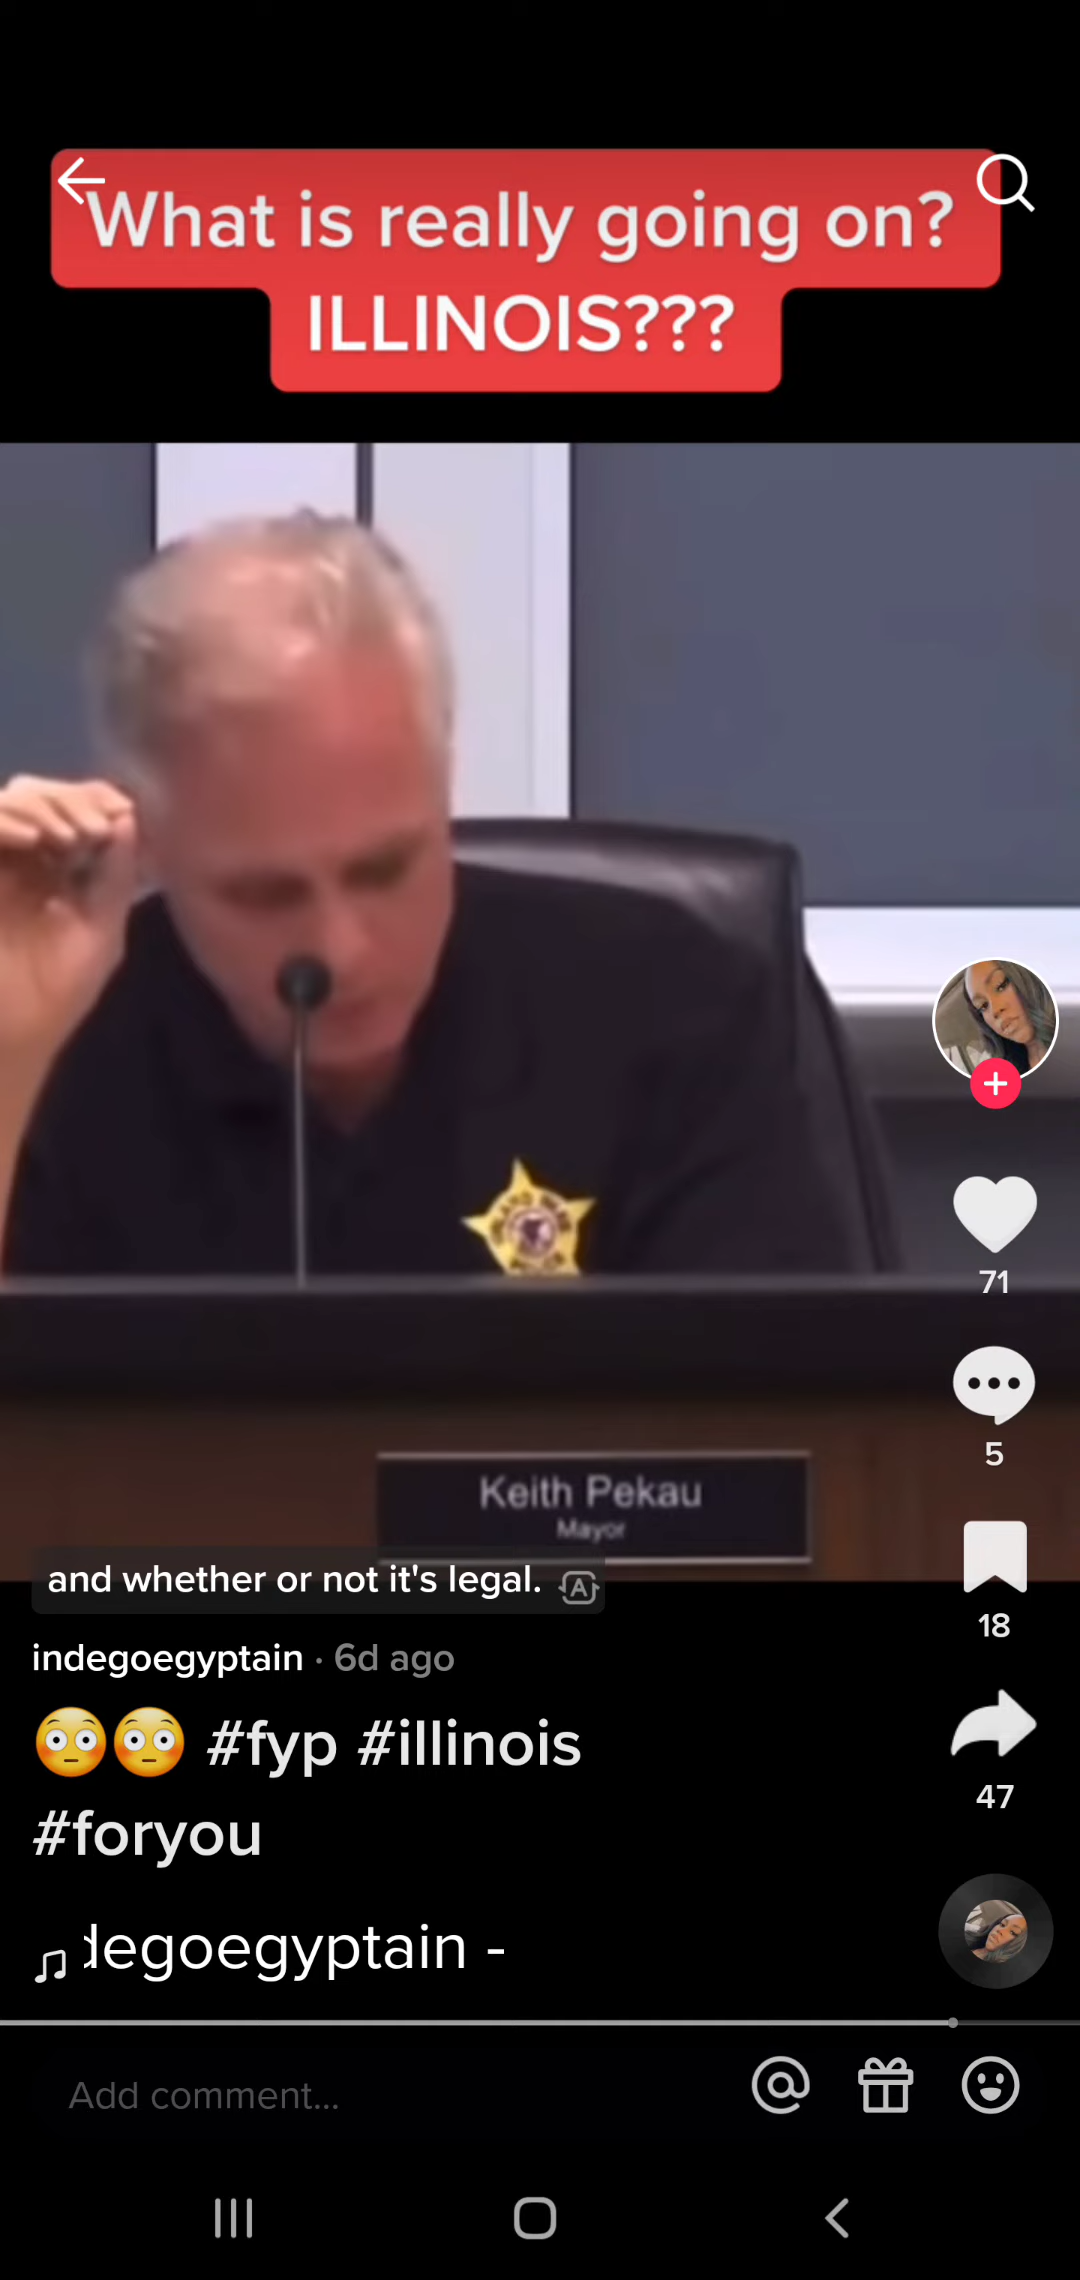 What is really going on?
ILLINOIS???
Keith Pekau
Mayor
and whether or not it's legal.
indegoegyptain · 6d ago
😳😳 #fyp #illinois
#foryou
degoegyptain -
71
5
18
47
Add comment...